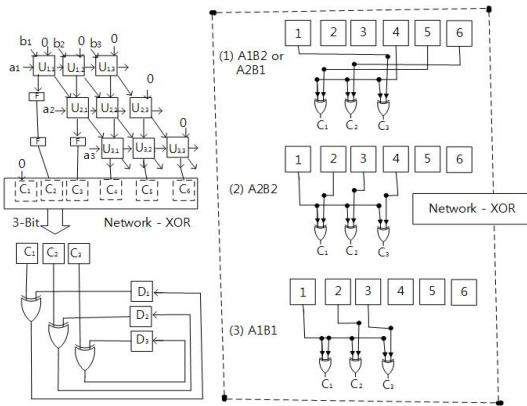 b₁ 0 b₂ 0 b₃ 0
a₁ U₁,₁ U₁,₂ U₁,₃ 0
F
a₂ U₂,₁ U₂,₂ U₂,₃ 0
F F
a₃ U₃,₁ U₃,₂ U₃,₃
0
C₁ C₂ C₃ C₄ C₅ C₆
3-Bit Network - XOR
C₁ C₂ C₃
D₁
D₂
D₃
1 2 3 4 5 6
(1) A1B2 or
A2B1
C₁ C₂ C₃
1 2 3 4 5 6
(2) A2B2
C₁ C₂ C₃
Network - XOR
(3) A1B1
1 2 3 4 5 6
C₁ C₂ C₃